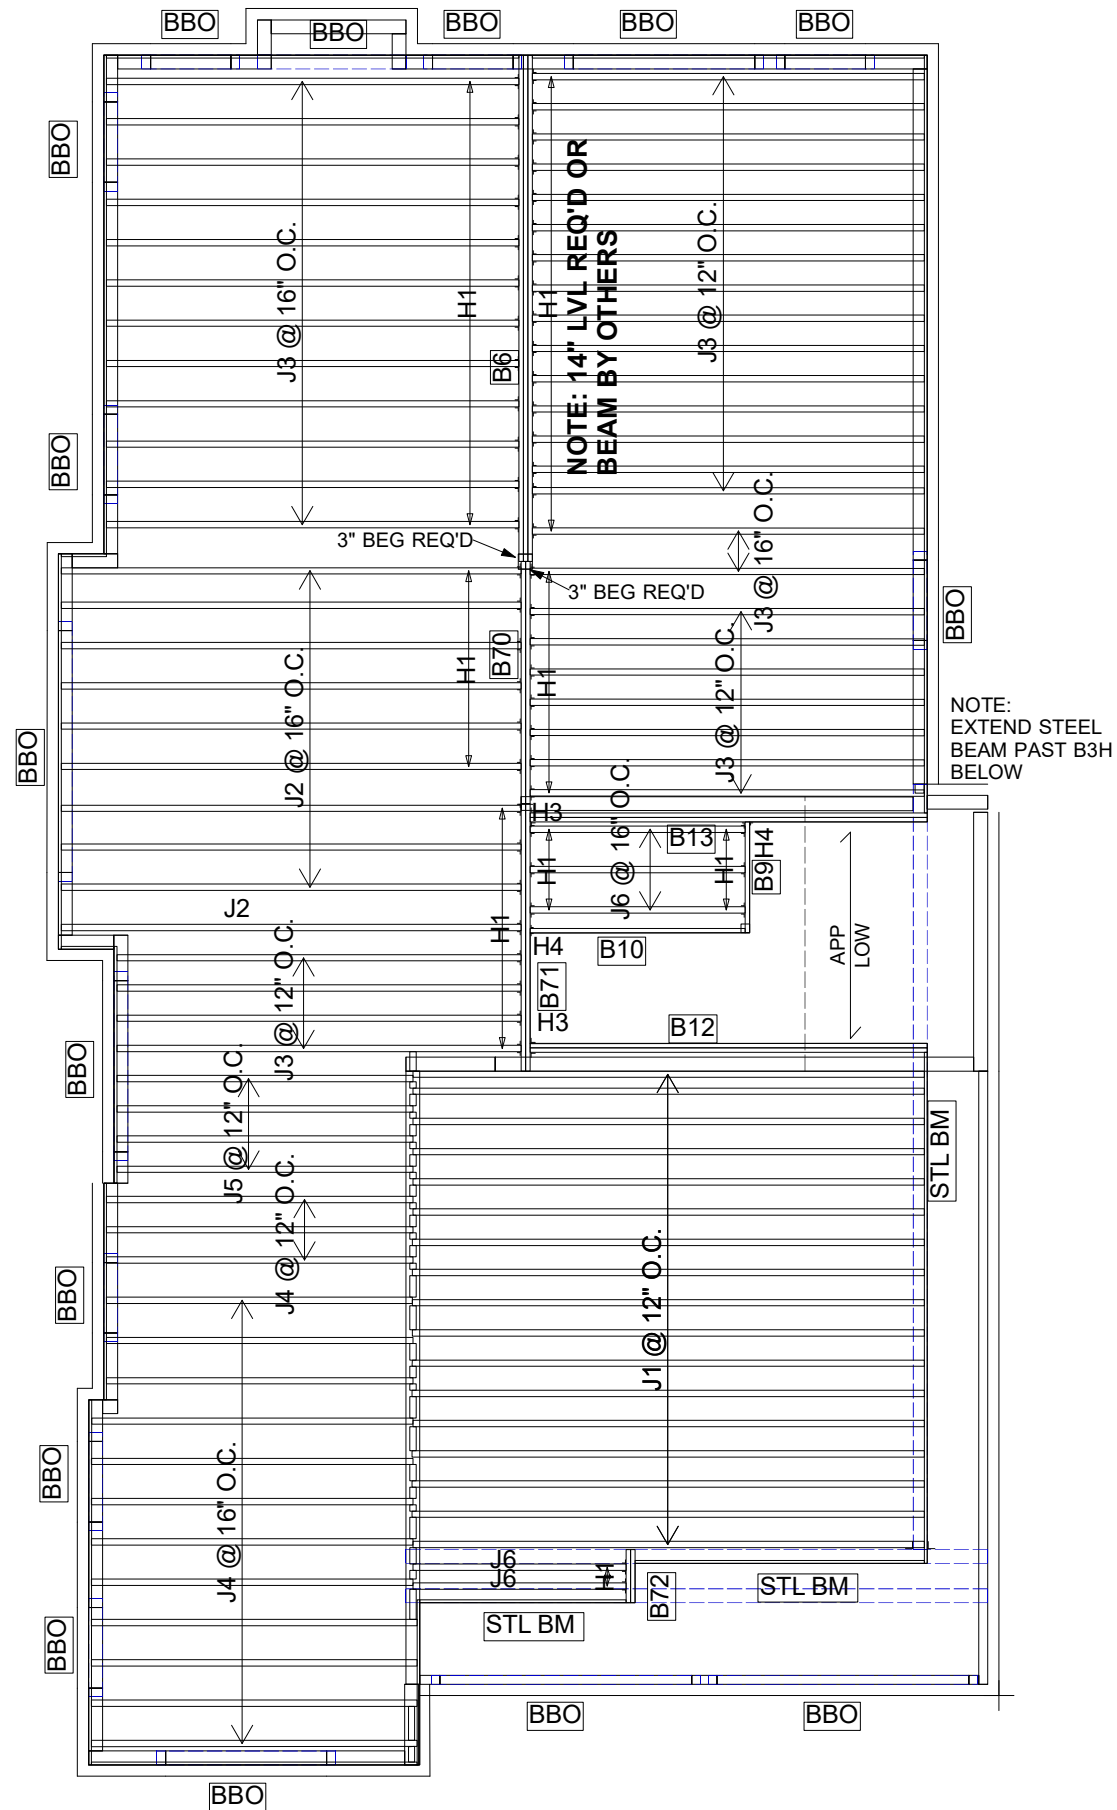 BBO
BBO
BBO
BBO
BBO
BBO
J3 @ 16" O.C.
H1
B6
H1
NOTE: 14" LVL REQ'D OR
BEAM BY OTHERS
J3 @ 12" O.C.
BBO
3" BEG REQ'D
3" BEG REQ'D
J3 @ 16" O.C.
BBO
J2 @ 16" O.C.
H1
B70
H1
J3 @ 12" O.C.
BBO
NOTE:
EXTEND STEEL
BEAM PAST B3H
BELOW
H3
H1
J6 @ 16" O.C.
B13
H1
B9
H4
J2
H1
H4
B10
APP
LOW
B71
H3
B12
J3 @ 12" O.C.
BBO
J5 @ 12" O.C.
STL BM
J4 @ 12" O.C.
BBO
J1 @ 12" O.C.
BBO
J4 @ 16" O.C.
J6
J6
H1
B72
STL BM
STL BM
BBO
BBO
BBO
BBO